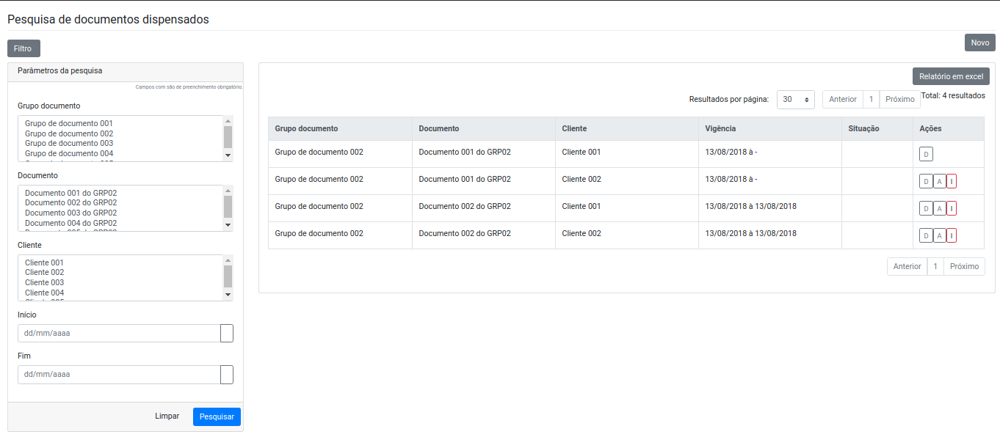 Pesquisa de documentos dispensados
Filtro
Novo
Parâmetros da pesquisa
Campos com são de preenchimento obrigatório.
Grupo documento
Grupo de documento 001
Grupo de documento 002
Grupo de documento 003
Grupo de documento 004
Documento
Documento 001 do GRP02
Documento 002 do GRP02
Documento 003 do GRP02
Documento 004 do GRP02
Cliente
Cliente 001
Cliente 002
Cliente 003
Cliente 004
Início
dd/mm/aaaa
Fim
dd/mm/aaaa
Limpar Pesquisar
Relatório em excel
Resultados por página: 30 Anterior 1 Próximo Total: 4 resultados
Grupo documento Documento Cliente Vigência Situação Ações
Grupo de documento 002 Documento 001 do GRP02 Cliente 001 13/08/2018 à - D
Grupo de documento 002 Documento 001 do GRP02 Cliente 002 13/08/2018 à - D A I
Grupo de documento 002 Documento 002 do GRP02 Cliente 001 13/08/2018 à 13/08/2018 D A I
Grupo de documento 002 Documento 002 do GRP02 Cliente 002 13/08/2018 à 13/08/2018 D A I
Anterior 1 Próximo